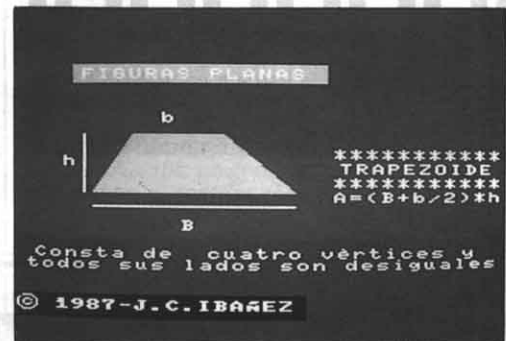 FIGURAS PLANAS
b
h
***********
TRAPEZOIDE
***********
A=(B+b/2)*h
B
Consta de cuatro vèrtices y
todos sus lados son desiguales
© 1987-J.C.IBAÑEZ